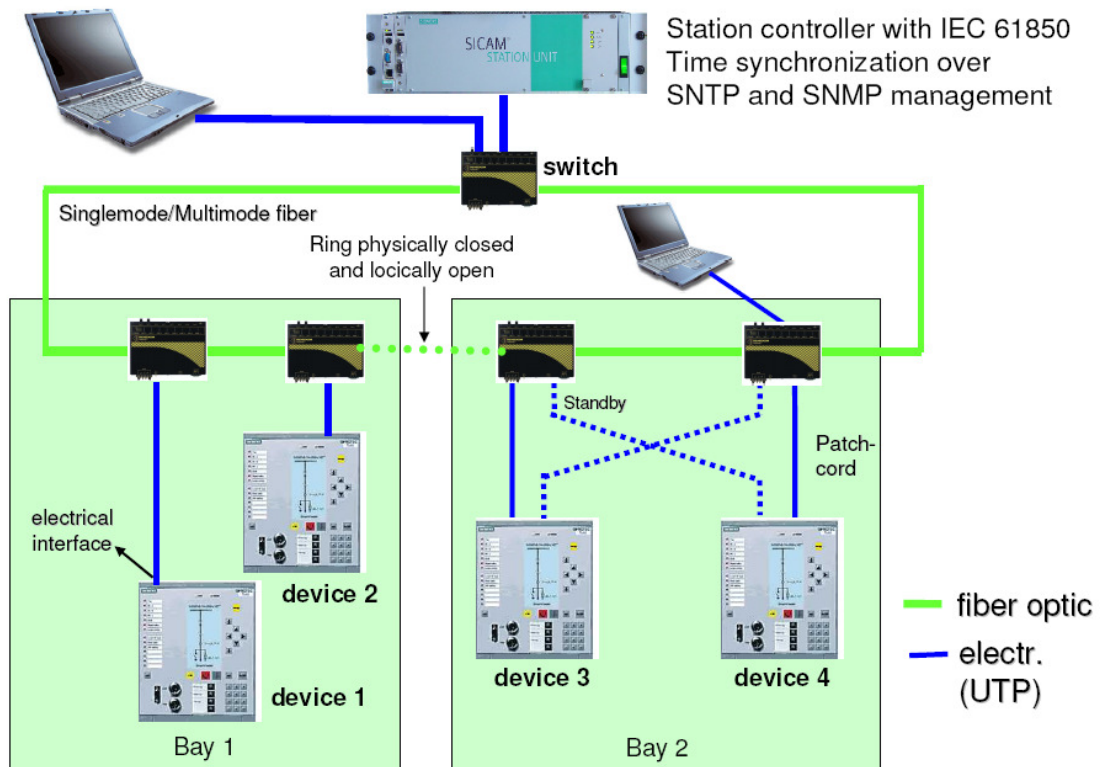 SIEMENS
SICAM
STATION UNIT
Station controller with IEC 61850
Time synchronization over
SNTP and SNMP management
switch
Singlemode/Multimode fiber
Ring physically closed
and locically open
Standby
Patch-
cord
electrical
interface
device 2
device 1
device 3
device 4
Bay 1
Bay 2
fiber optic
electr.
(UTP)